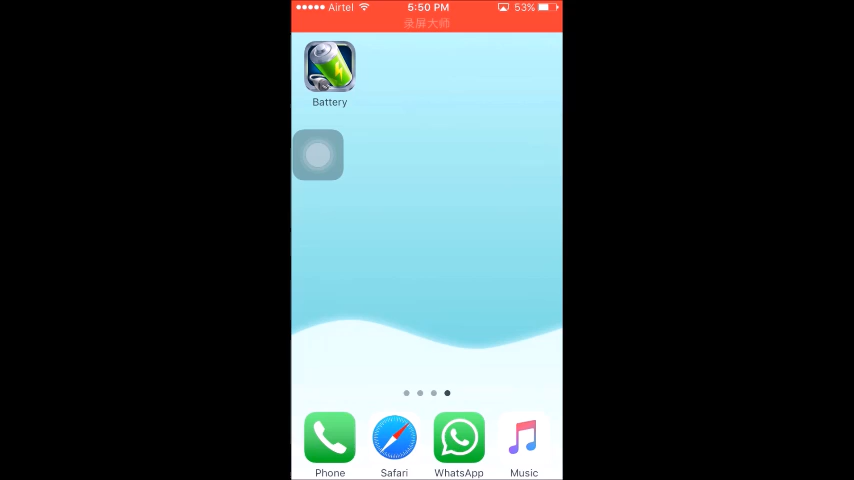 Airtel 5:50 PM 53%
录屏大师
Battery
Phone Safari WhatsApp Music